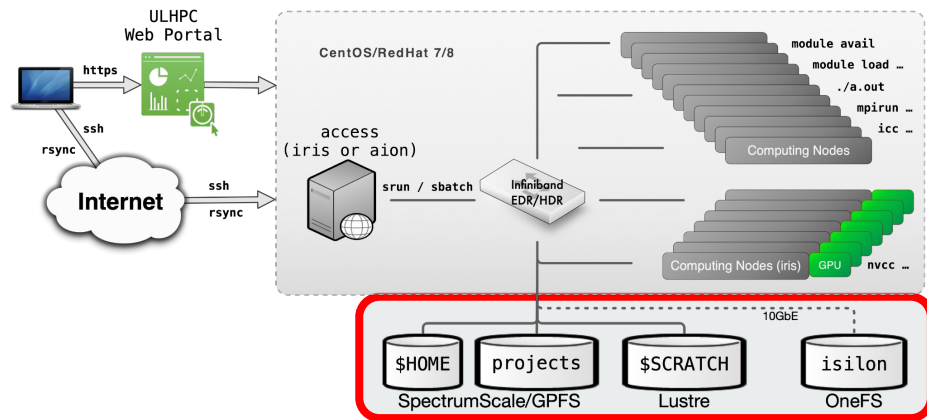 ULHPC
Web Portal
https
ssh
rsync
Internet
ssh
rsync
CentOS/RedHat 7/8
access
(iris or aion)
srun / sbatch
Infiniband
EDR/HDR
module avail
module load …
./a.out
mpirun …
icc …
Computing Nodes
Computing Nodes (iris)
GPU
nvcc …
10GbE
$HOME
projects
$SCRATCH
isilon
SpectrumScale/GPFS
Lustre
OneFS